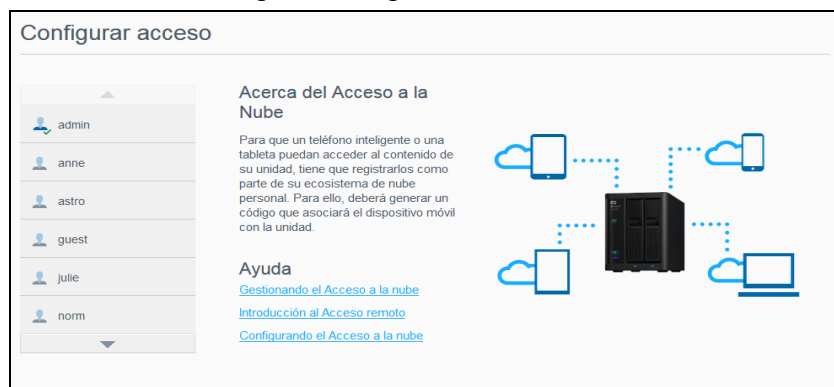 Configurar acceso
admin
anne
astro
guest
julie
norm
Acerca del Acceso a la
Nube
Para que un teléfono inteligente o una
tableta puedan acceder al contenido de
su unidad, tiene que registrarlos como
parte de su ecosistema de nube
personal. Para ello, deberá generar un
código que asociará el dispositivo móvil
con la unidad.
Ayuda
Gestionando el Acceso a la nube
Introducción al Acceso remoto
Configurando el Acceso a la nube